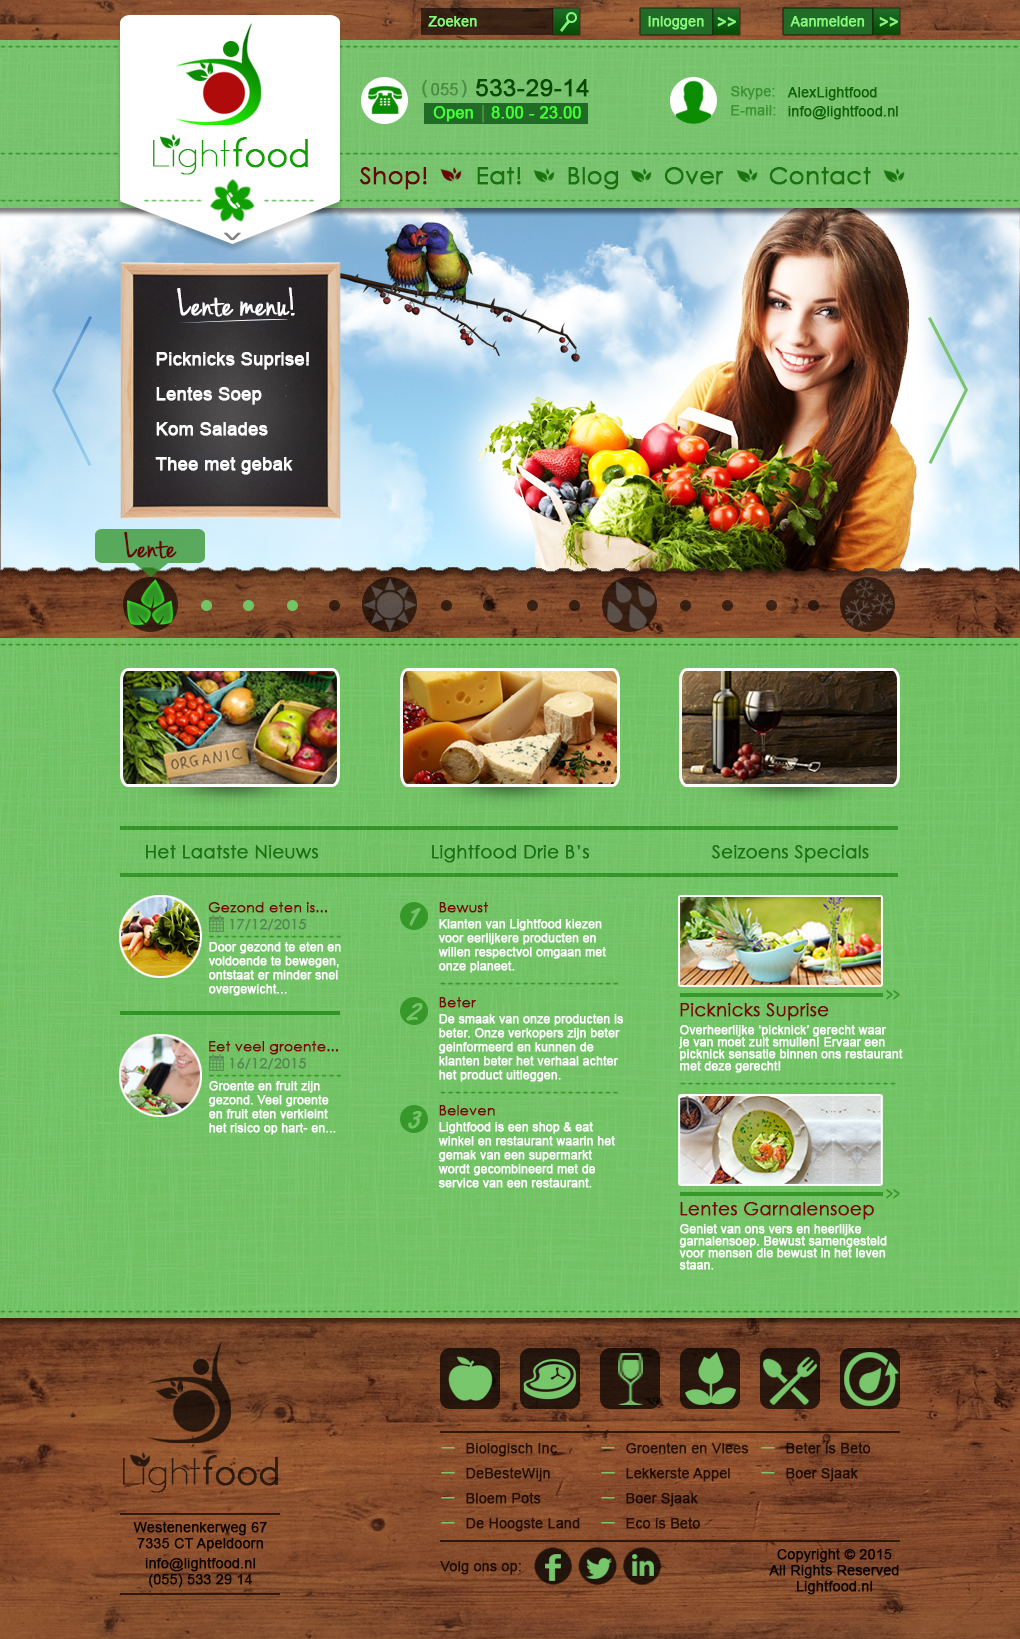 Zoeken
Inloggen >>
Aanmelden >>
Lightfood
(055) 533-29-14
Open | 8.00 - 23.00
Skype: AlexLightfood
E-mail: info@lightfood.nl
Shop! Eat! Blog Over Contact
Lente menu!
Picknicks Suprise!
Lentes Soep
Kom Salades
Thee met gebak
Lente
ORGANIC
Het Laatste Nieuws
Gezond eten is...
17/12/2015
Door gezond te eten en
voldoende te bewegen,
ontstaat er minder snel
overgewicht...
Eet veel groente...
16/12/2015
Groente en fruit zijn
gezond. Veel groente
en fruit eten verkleint
het risico op hart- en...
Lightfood Drie B's
1
Bewust
Klanten van Lightfood kiezen
voor eerlijkere producten en
willen respectvol omgaan met
onze planeet.
2
Beter
De smaak van onze producten is
beter. Onze verkopers zijn beter
geinformeerd en kunnen de
klanten beter het verhaal achter
het product uitleggen.
3
Beleven
Lightfood is een shop & eat
winkel en restaurant waarin het
gemak van een supermarkt
wordt gecombineerd met de
service van een restaurant.
Seizoens Specials
>>
Picknicks Suprise
Overheerlijke 'picknick' gerecht waar
je van moet zuit smullen! Ervaar een
picknick sensatie binnen ons restaurant
met deze gerecht!
>>
Lentes Garnalensoep
Geniet van ons vers en heerlijke
garnalensoep. Bewust samengesteld
voor mensen die bewust in het leven
staan.
Lightfood
Westenenkerweg 67
7335 CT Apeldoorn
info@lightfood.nl
(055) 533 29 14
Biologisch Inc.
DeBesteWijn
Bloem Pots
De Hoogste Land
Groenten en Vlees
Lekkerste Appel
Boer Sjaak
Eco is Beto
Beter is Beto
Boer Sjaak
Volg ons op:
Copyright © 2015
All Rights Reserved
Lightfood.nl